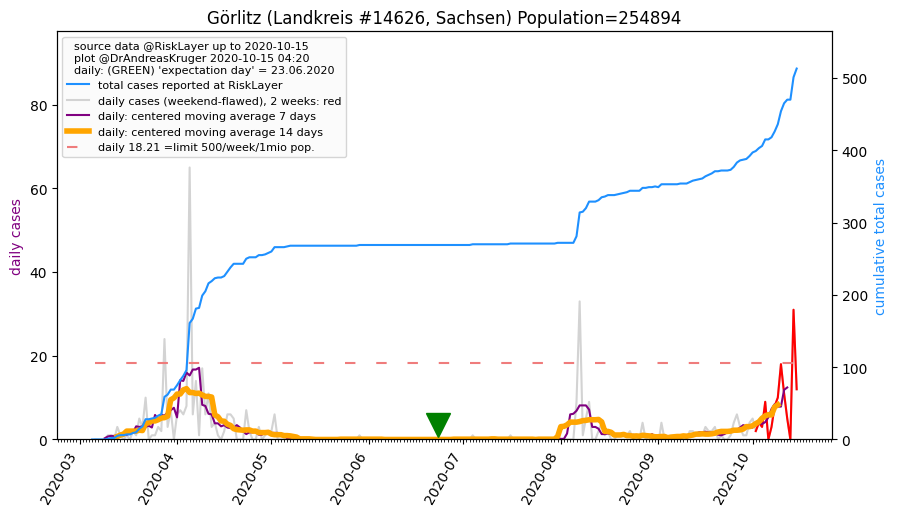 Görlitz (Landkreis #14626, Sachsen) Population=254894
source data @RiskLayer up to 2020-10-15
plot @DrAndreasKruger 2020-10-15 04:20
daily: (GREEN) 'expectation day' = 23.06.2020
total cases reported at RiskLayer
daily cases (weekend-flawed), 2 weeks: red
daily: centered moving average 7 days
daily: centered moving average 14 days
daily 18.21 =limit 500/week/1mio pop.
daily cases
80
60
40
20
0
cumulative total cases
500
400
300
200
100
0
2020-03
2020-04
2020-05
2020-06
2020-07
2020-08
2020-09
2020-10